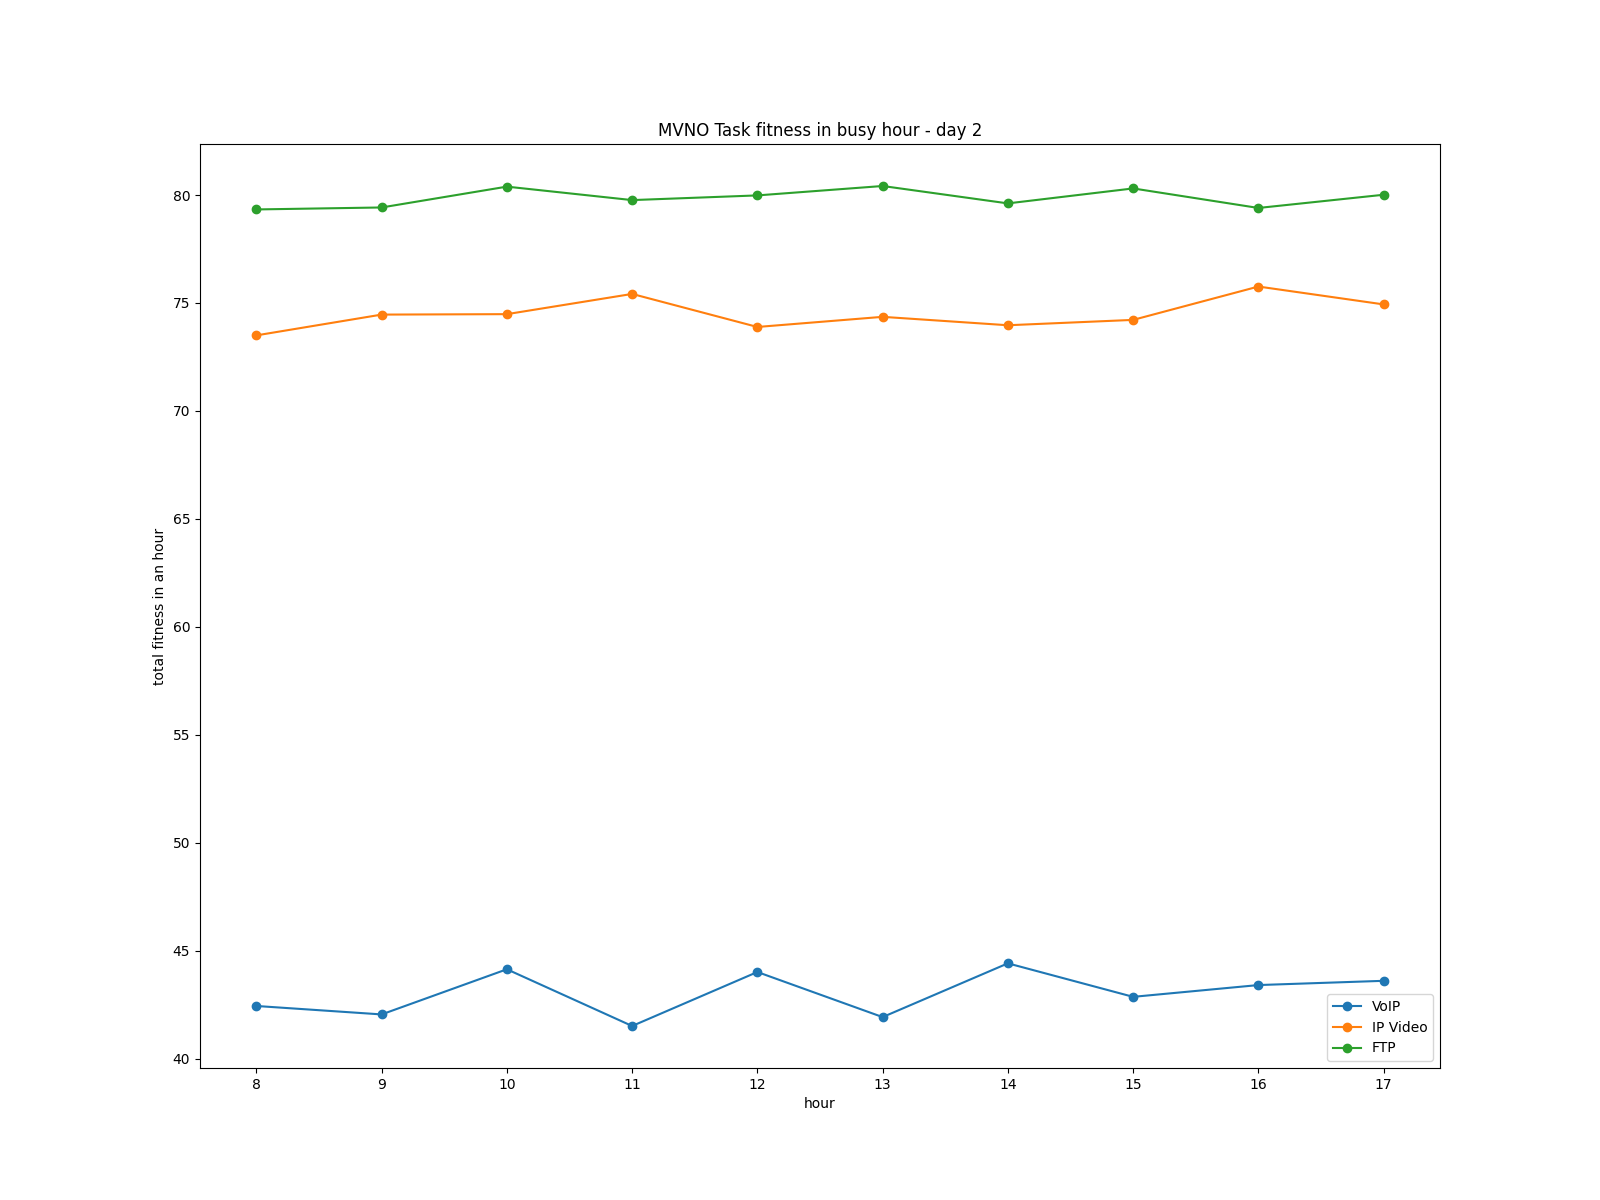 MVNO Task fitness in busy hour - day 2
80
75
70
65
60
55
50
45
40
total fitness in an hour
8 9 10 11 12 13 14 15 16 17
hour
VoIP
IP Video
FTP